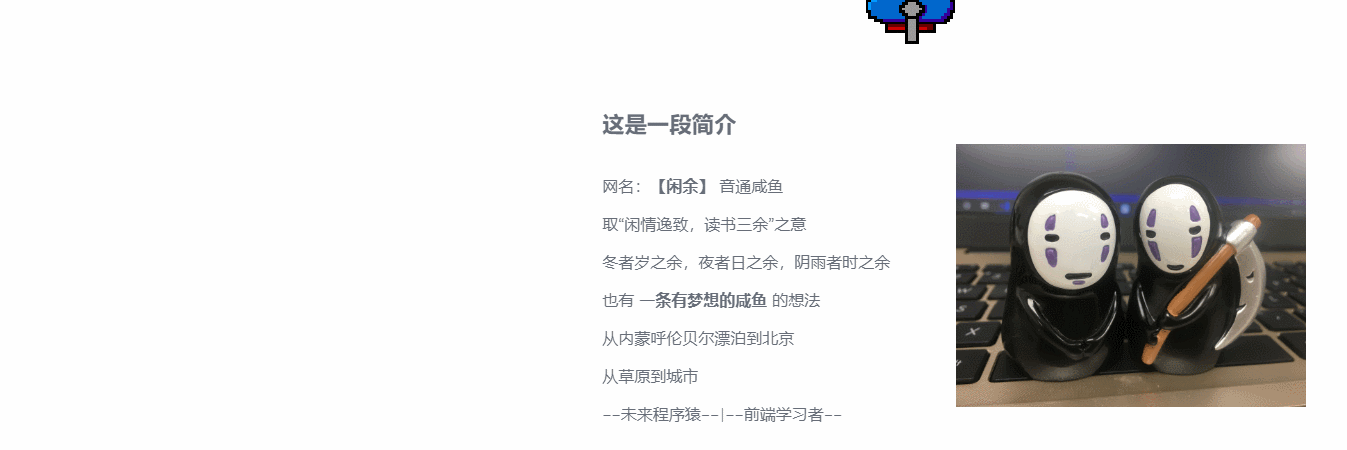 这是一段简介
网名：【闲余】 音通咸鱼
取“闲情逸致，读书三余”之意
冬者岁之余，夜者日之余，阴雨者时之余
也有 一条有梦想的咸鱼 的想法
从内蒙呼伦贝尔漂泊到北京
从草原到城市
--未来程序猿--|--前端学习者--
X